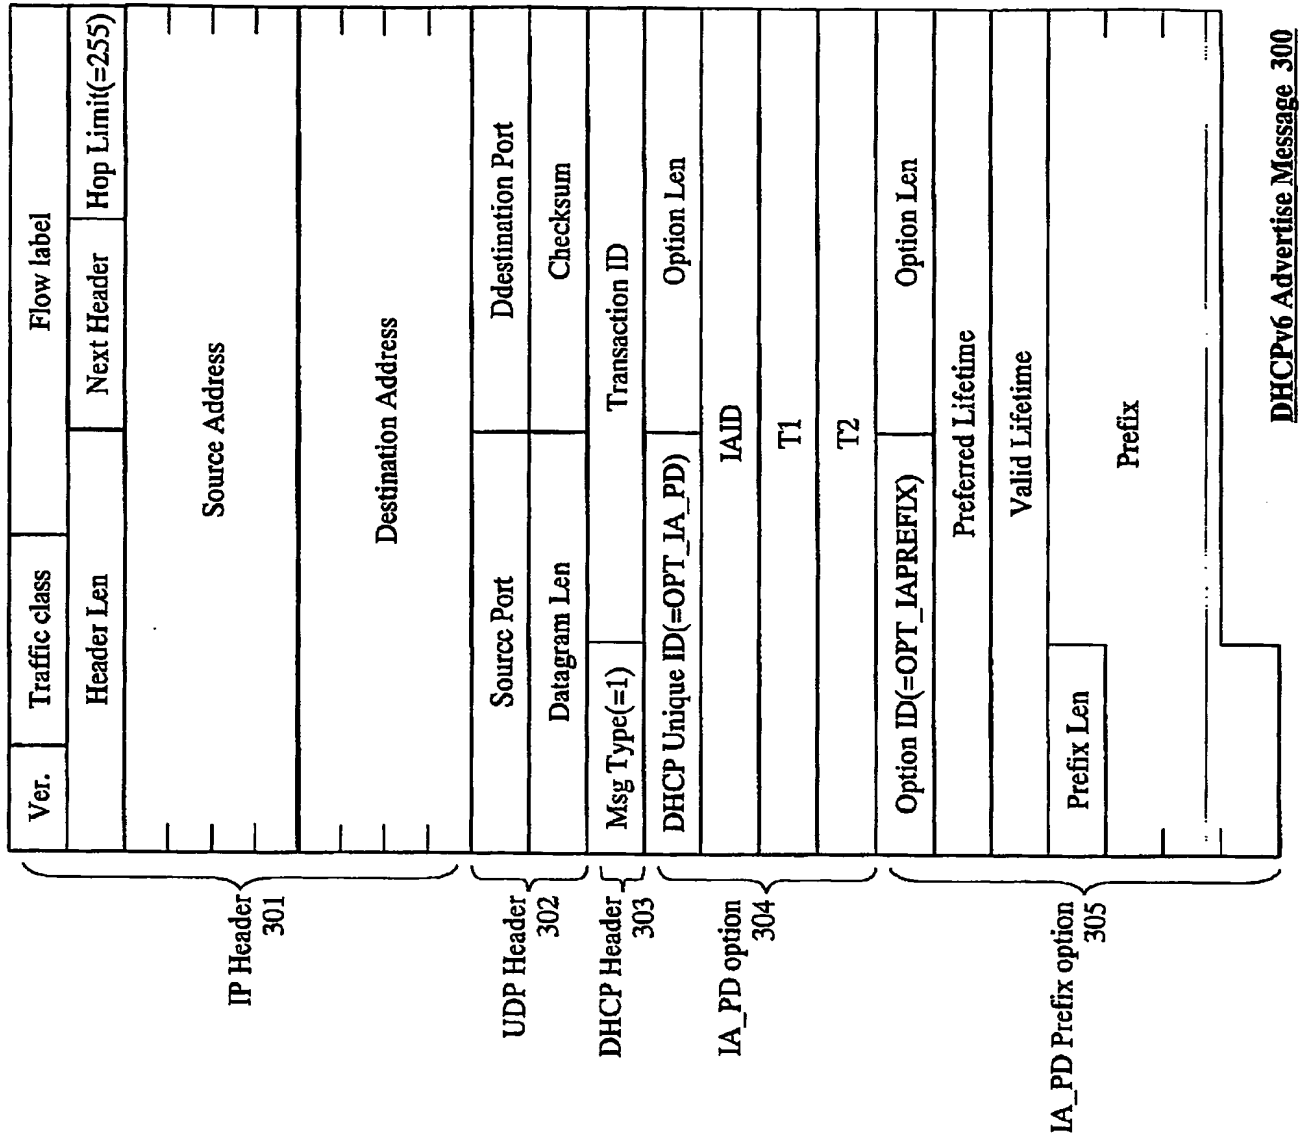 Ver.
Traffic class
Flow label
Header Len
Next Header
Hop Limit(=255)
Source Address
Destination Address
IP Header
301
Source Port
Ddestination Port
Datagram Len
Checksum
UDP Header
302
Msg Type(=1)
Transaction ID
DHCP Header
303
DHCP Unique ID(=OPT_IA_PD)
Option Len
IAID
T1
T2
IA_PD option
304
Option ID(=OPT_IAPREFIX)
Option Len
Preferred Lifetime
Valid Lifetime
Prefix Len
Prefix
IA_PD Prefix option
305
DHCPv6 Advertise Message 300